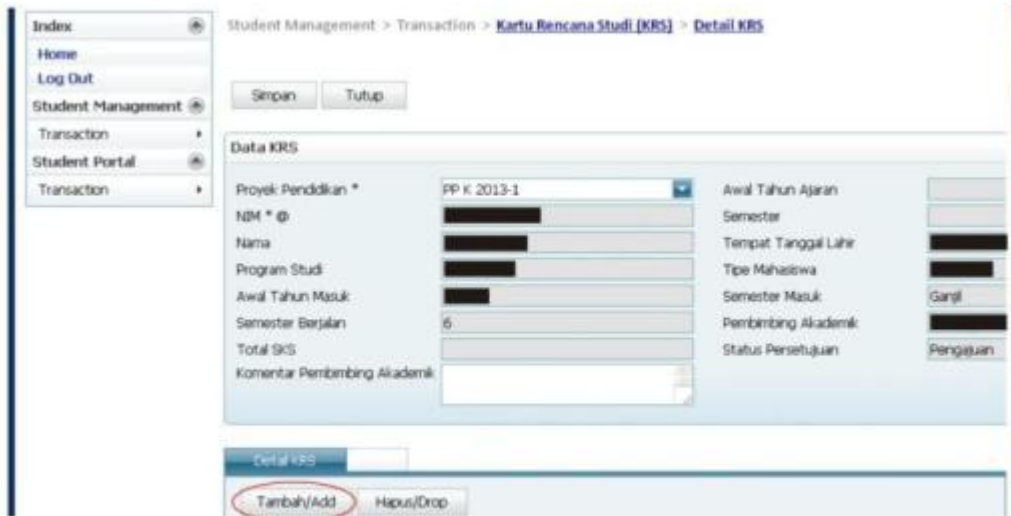 Index
Home
Log Out
Student Management
Transaction
Student Portal
Transaction
Student Management > Transaction > Kartu Rencana Studi (KRS) > Detail KRS
Simpan Tutup
Data KRS
Proyek Pendidikan * PP K 2013-1 Awal Tahun Ajaran
NIM * @ Semester
Nama Tempat Tanggal Lahir
Program Studi Tipe Mahasiswa
Awal Tahun Masuk Semester Masuk Ganjil
Semester Berjalan 6 Pembimbing Akademik
Total SKS Status Persetujuan Pengajuan
Komentar Pembimbing Akademik
Detail KRS
Tambah/Add Hapus/Drop